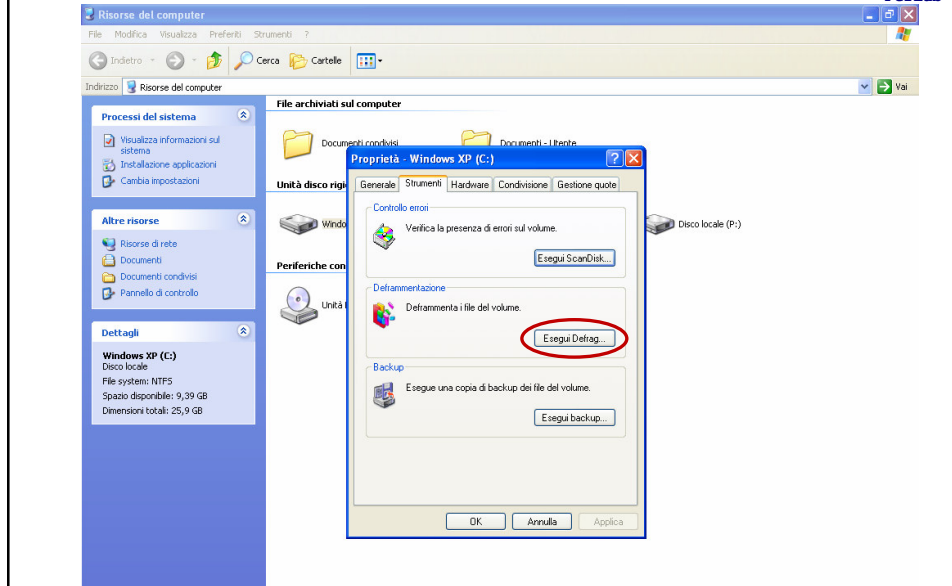 Risorse del computer
File Modifica Visualizza Preferiti Strumenti ?
Indietro Cerca Cartelle
Indirizzo Risorse del computer Vai
Processi del sistema
Visualizza informazioni sul
sistema
Installazione applicazioni
Cambia impostazioni
Altre risorse
Risorse di rete
Documenti
Documenti condivisi
Pannello di controllo
Dettagli
Windows XP (C:)
Disco locale
File system: NTFS
Spazio disponibile: 9,39 GB
Dimensioni totali: 25,9 GB
File archiviati sul computer
Documenti condivisi Documenti - Utente
Unità disco rigi
Windo Disco locale (P:)
Periferiche con
Unità
Proprietà - Windows XP (C:)
Generale Strumenti Hardware Condivisione Gestione quote
Controllo errori
Verifica la presenza di errori sul volume.
Esegui ScanDisk...
Deframmentazione
Deframmenta i file del volume.
Esegui Defrag...
Backup
Esegue una copia di backup dei file del volume.
Esegui backup...
OK Annulla Applica